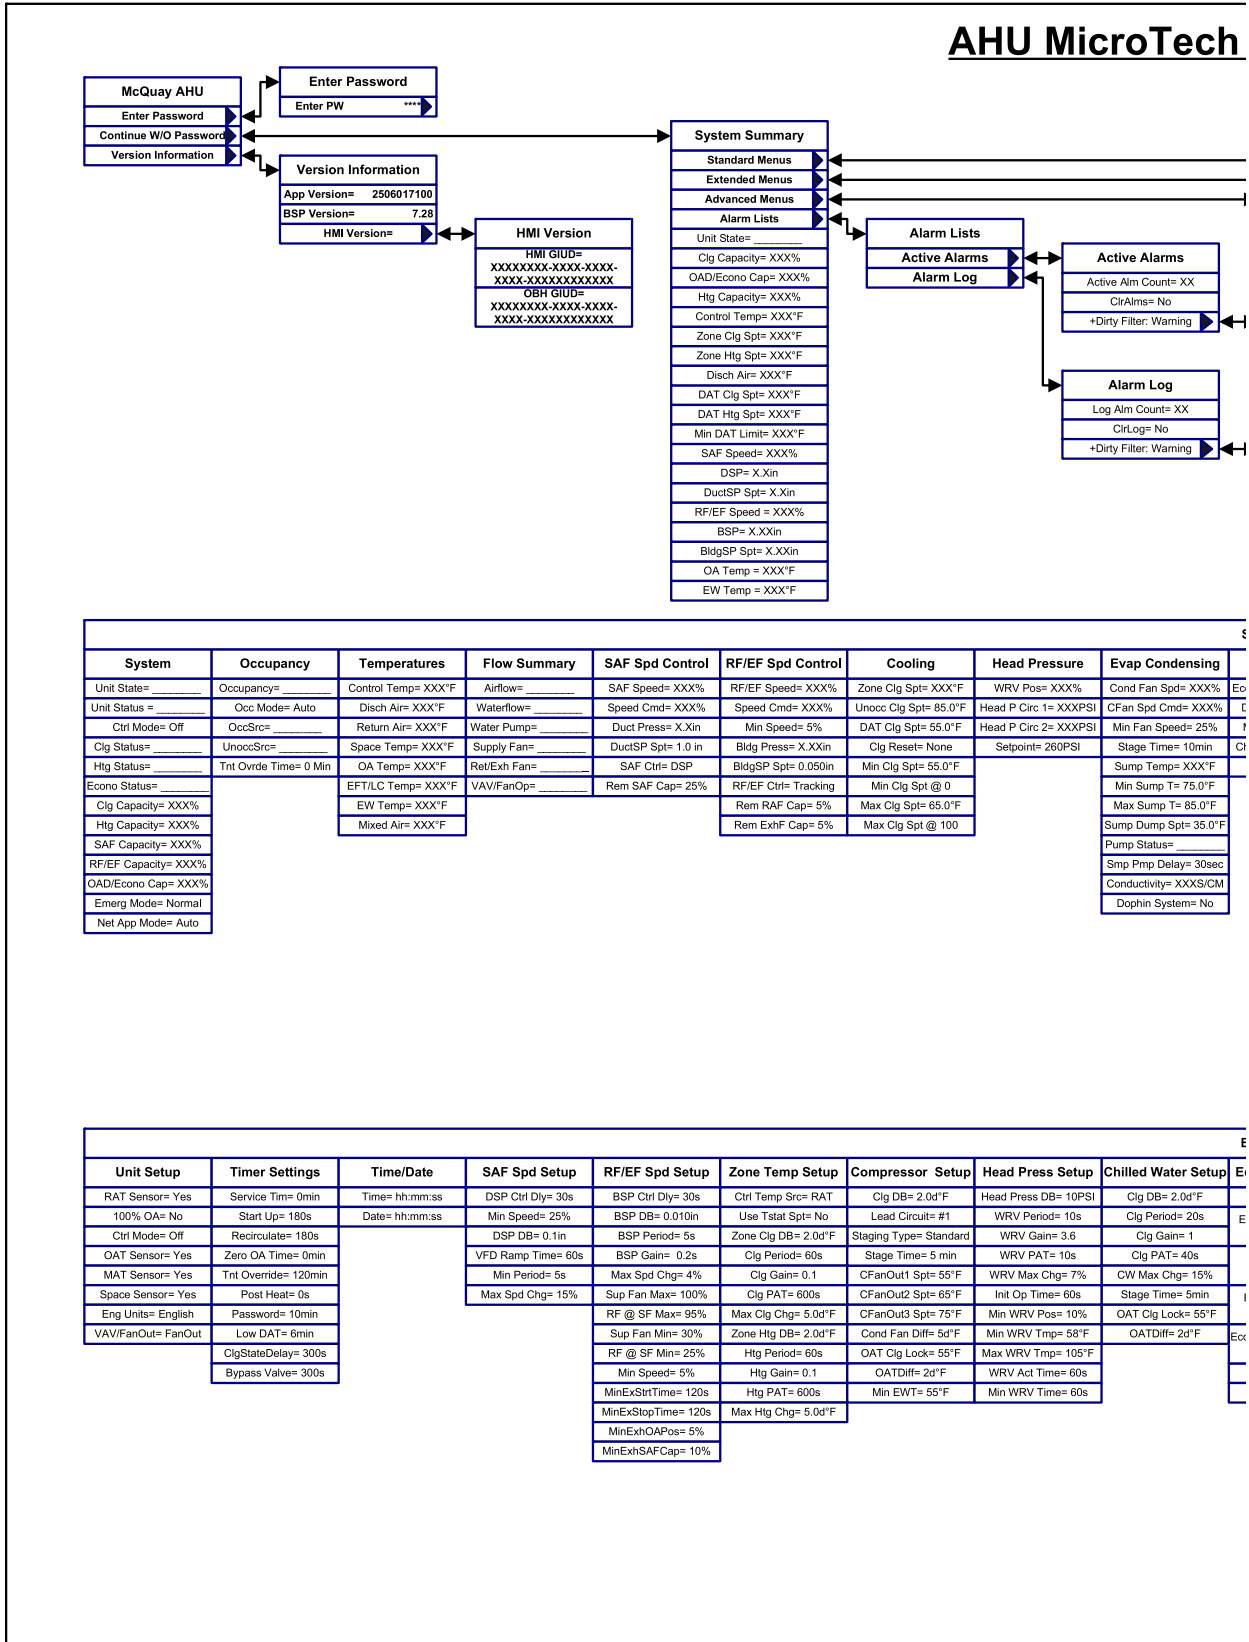 AHU MicroTech
McQuay AHU
Enter Password
Continue W/O Password
Version Information
Enter Password
Enter PW ****
Version Information
App Version= 2506017100
BSP Version= 7.28
HMI Version=
HMI Version
HMI GIUD=
XXXXXXXX-XXXX-XXXX-
XXXX-XXXXXXXXXXXX
OBH GIUD=
XXXXXXXX-XXXX-XXXX-
XXXX-XXXXXXXXXXXX
System Summary
Standard Menus
Extended Menus
Advanced Menus
Alarm Lists
Unit State= ________
Clg Capacity= XXX%
OAD/Econo Cap= XXX%
Htg Capacity= XXX%
Control Temp= XXX°F
Zone Clg Spt= XXX°F
Zone Htg Spt= XXX°F
Disch Air= XXX°F
DAT Clg Spt= XXX°F
DAT Htg Spt= XXX°F
Min DAT Limit= XXX°F
SAF Speed= XXX%
DSP= X.Xin
DuctSP Spt= X.Xin
RF/EF Speed = XXX%
BSP= X.XXin
BldgSP Spt= X.XXin
OA Temp = XXX°F
EW Temp = XXX°F
Alarm Lists
Active Alarms
Alarm Log
Active Alarms
Active Alm Count= XX
ClrAlms= No
+Dirty Filter: Warning
Alarm Log
Log Alm Count= XX
ClrLog= No
+Dirty Filter: Warning
System
Unit State= ________
Unit Status = ________
Ctrl Mode= Off
Clg Status= ________
Htg Status= ________
Econo Status= ________
Clg Capacity= XXX%
Htg Capacity= XXX%
SAF Capacity= XXX%
RF/EF Capacity= XXX%
OAD/Econo Cap= XXX%
Emerg Mode= Normal
Net App Mode= Auto
Occupancy
Occupancy= ________
Occ Mode= Auto
OccSrc= ________
UnoccSrc= ________
Tnt Ovrde Time= 0 Min
Temperatures
Control Temp= XXX°F
Disch Air= XXX°F
Return Air= XXX°F
Space Temp= XXX°F
OA Temp= XXX°F
EFT/LC Temp= XXX°F
EW Temp= XXX°F
Mixed Air= XXX°F
Flow Summary
Airflow= ________
Waterflow= ________
Water Pump= ________
Supply Fan= ________
Ret/Exh Fan= ________
VAV/FanOp= ________
SAF Spd Control
SAF Speed= XXX%
Speed Cmd= XXX%
Duct Press= X.Xin
DuctSP Spt= 1.0 in
SAF Ctrl= DSP
Rem SAF Cap= 25%
RF/EF Spd Control
RF/EF Speed= XXX%
Speed Cmd= XXX%
Min Speed= 5%
Bldg Press= X.XXin
BldgSP Spt= 0.050in
RF/EF Ctrl= Tracking
Rem RAF Cap= 5%
Rem ExhF Cap= 5%
Cooling
Zone Clg Spt= XXX°F
Unocc Clg Spt= 85.0°F
DAT Clg Spt= 55.0°F
Clg Reset= None
Min Clg Spt= 55.0°F
Min Clg Spt @ 0
Max Clg Spt= 65.0°F
Max Clg Spt @ 100
Head Pressure
WRV Pos= XXX%
Head P Circ 1= XXXPSI
Head P Circ 2= XXXPSI
Setpoint= 260PSI
Evap Condensing
Cond Fan Spd= XXX%
CFan Spd Cmd= XXX%
Min Fan Speed= 25%
Stage Time= 10min
Sump Temp= XXX°F
Min Sump T= 75.0°F
Max Sump T= 85.0°F
Sump Dump Spt= 35.0°F
Pump Status= ________
Smp Pmp Delay= 30sec
Conductivity= XXXS/CM
Dophin System= No
Unit Setup
RAT Sensor= Yes
100% OA= No
Ctrl Mode= Off
OAT Sensor= Yes
MAT Sensor= Yes
Space Sensor= Yes
Eng Units= English
VAV/FanOut= FanOut
Timer Settings
Service Tim= 0min
Start Up= 180s
Recirculate= 180s
Zero OA Time= 0min
Tnt Override= 120min
Post Heat= 0s
Password= 10min
Low DAT= 6min
ClgStateDelay= 300s
Bypass Valve= 300s
Time/Date
Time= hh:mm:ss
Date= hh:mm:ss
SAF Spd Setup
DSP Ctrl Dly= 30s
Min Speed= 25%
DSP DB= 0.1in
VFD Ramp Time= 60s
Min Period= 5s
Max Spd Chg= 15%
RF/EF Spd Setup
BSP Ctrl Dly= 30s
BSP DB= 0.010in
BSP Period= 5s
BSP Gain= 0.2s
Max Spd Chg= 4%
Sup Fan Max= 100%
RF @ SF Max= 95%
Sup Fan Min= 30%
RF @ SF Min= 25%
Min Speed= 5%
MinExStrtTime= 120s
MinExStopTime= 120s
MinExhOAPos= 5%
MinExhSAFCap= 10%
Zone Temp Setup
Ctrl Temp Src= RAT
Use Tstat Spt= No
Zone Clg DB= 2.0d°F
Clg Period= 60s
Clg Gain= 0.1
Clg PAT= 600s
Max Clg Chg= 5.0d°F
Zone Htg DB= 2.0d°F
Htg Period= 60s
Htg Gain= 0.1
Htg PAT= 600s
Max Htg Chg= 5.0d°F
Compressor Setup
Clg DB= 2.0d°F
Lead Circuit= #1
Staging Type= Standard
Stage Time= 5 min
CFanOut1 Spt= 55°F
CFanOut2 Spt= 65°F
CFanOut3 Spt= 75°F
Cond Fan Diff= 5d°F
OAT Clg Lock= 55°F
OATDiff= 2d°F
Min EWT= 55°F
Head Press Setup
Head Press DB= 10PSI
WRV Period= 10s
WRV Gain= 3.6
WRV PAT= 10s
WRV Max Chg= 7%
Init Op Time= 60s
Min WRV Pos= 10%
Min WRV Tmp= 58°F
Max WRV Tmp= 105°F
WRV Act Time= 60s
Min WRV Time= 60s
Chilled Water Setup
Clg DB= 2.0d°F
Clg Period= 20s
Clg Gain= 1
Clg PAT= 40s
CW Max Chg= 15%
Stage Time= 5min
OAT Clg Lock= 55°F
OATDiff= 2d°F